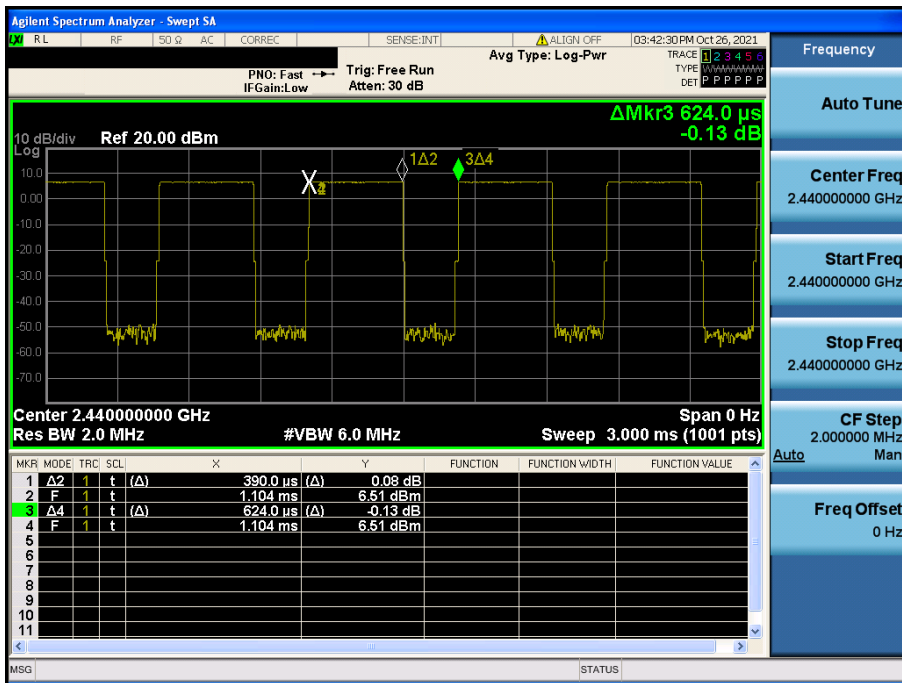 Agilent Spectrum Analyzer - Swept SA
LXI RL RF 50 Ω AC CORREC SENSE:INT ALIGN OFF 03:42:30 PM Oct 26, 2021
Avg Type: Log-Pwr TRACE 1 2 3 4 5 6
PNO: Fast Trig: Free Run TYPE WWWWWW
IFGain:Low Atten: 30 dB DET P P P P P P
ΔMkr3 624.0 µs
-0.13 dB
10 dB/div Ref 20.00 dBm
Log
1Δ2 3Δ4
10.0
0.00
-10.0
-20.0
-30.0
-40.0
-50.0
-60.0
-70.0
Center 2.440000000 GHz Span 0 Hz
Res BW 2.0 MHz #VBW 6.0 MHz Sweep 3.000 ms (1001 pts)
MKR MODE TRC SCL X Y FUNCTION FUNCTION WIDTH FUNCTION VALUE
1 Δ2 1 t (Δ) 390.0 µs (Δ) 0.08 dB
2 F 1 t 1.104 ms 6.51 dBm
3 Δ4 1 t (Δ) 624.0 µs (Δ) -0.13 dB
4 F 1 t 1.104 ms 6.51 dBm
5
6
7
8
9
10
11
MSG STATUS
Frequency
Auto Tune
Center Freq
2.440000000 GHz
Start Freq
2.440000000 GHz
Stop Freq
2.440000000 GHz
CF Step
2.000000 MHz
Auto Man
Freq Offset
0 Hz